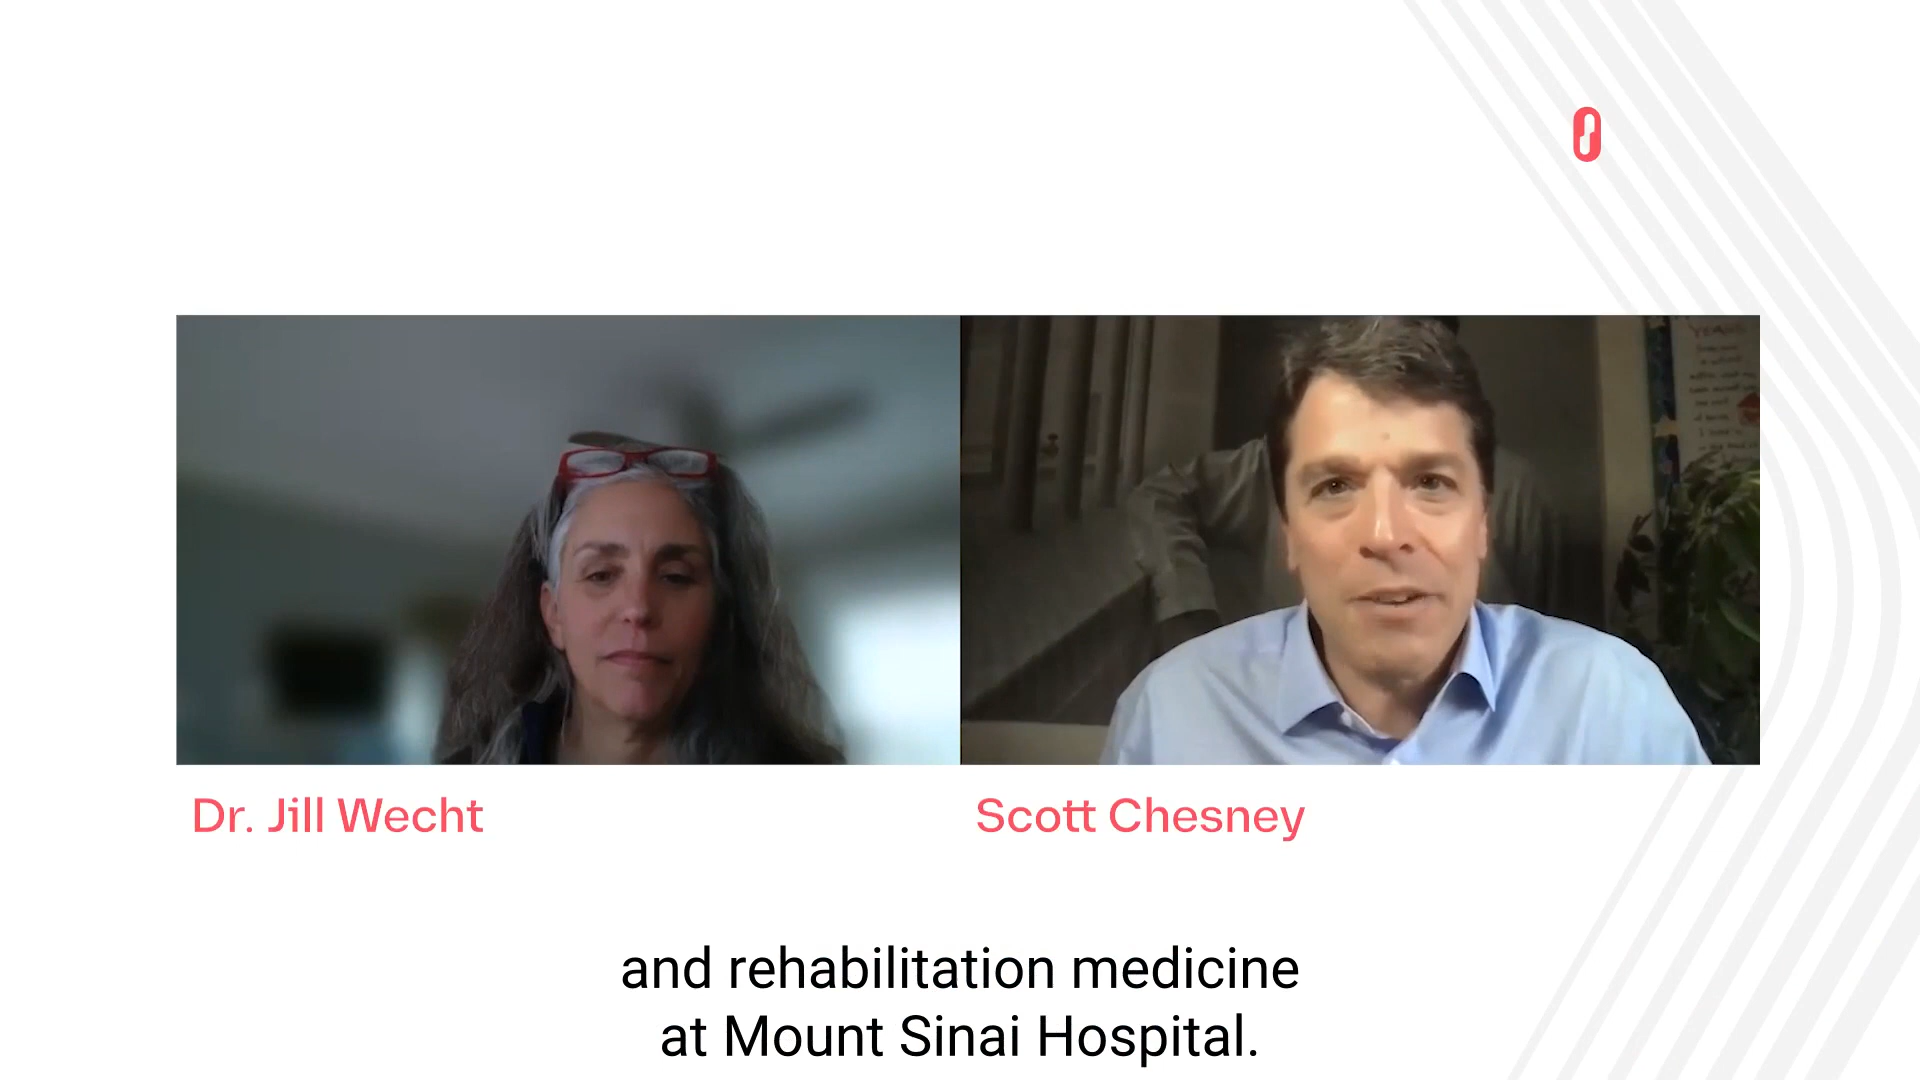 Dr. Jill Wecht
Scott Chesney
and rehabilitation medicine
at Mount Sinai Hospital.